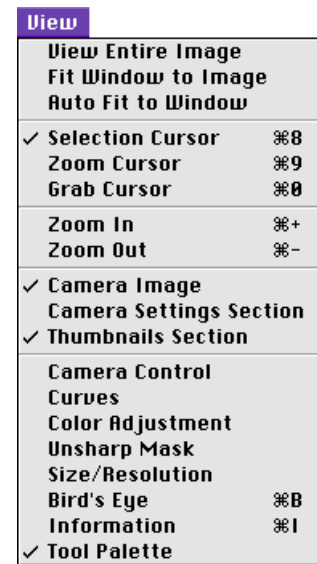 View
View Entire Image
Fit Window to Image
Auto Fit to Window
✓ Selection Cursor ⌘8
Zoom Cursor ⌘9
Grab Cursor ⌘0
Zoom In ⌘+
Zoom Out ⌘-
✓ Camera Image
Camera Settings Section
✓ Thumbnails Section
Camera Control
Curves
Color Adjustment
Unsharp Mask
Size/Resolution
Bird's Eye ⌘B
Information ⌘I
✓ Tool Palette